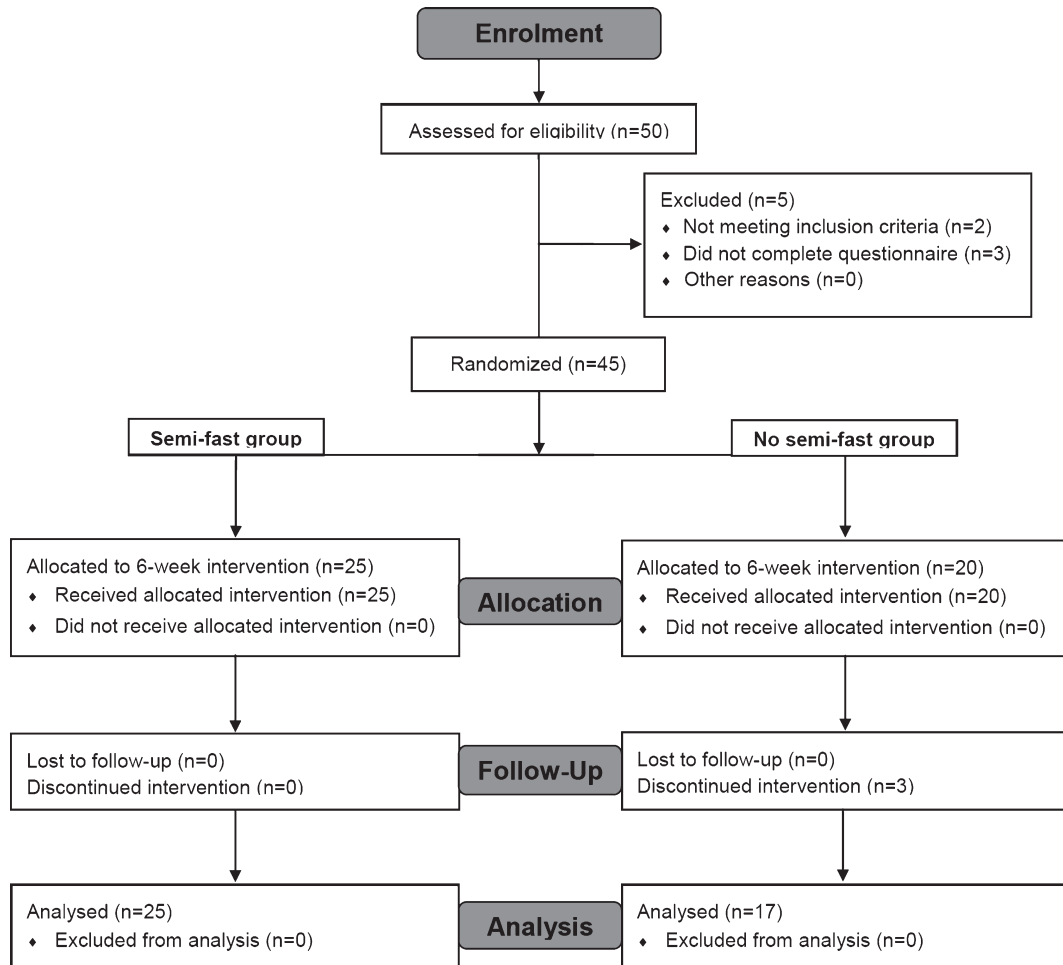 Enrolment
Assessed for eligibility (n=50)
Excluded (n=5)
♦ Not meeting inclusion criteria (n=2)
♦ Did not complete questionnaire (n=3)
♦ Other reasons (n=0)
Randomized (n=45)
Semi-fast group
No semi-fast group
Allocated to 6-week intervention (n=25)
♦ Received allocated intervention (n=25)
♦ Did not receive allocated intervention (n=0)
Allocation
Allocated to 6-week intervention (n=20)
♦ Received allocated intervention (n=20)
♦ Did not receive allocated intervention (n=0)
Lost to follow-up (n=0)
Discontinued intervention (n=0)
Follow-Up
Lost to follow-up (n=0)
Discontinued intervention (n=3)
Analysed (n=25)
♦ Excluded from analysis (n=0)
Analysis
Analysed (n=17)
♦ Excluded from analysis (n=0)